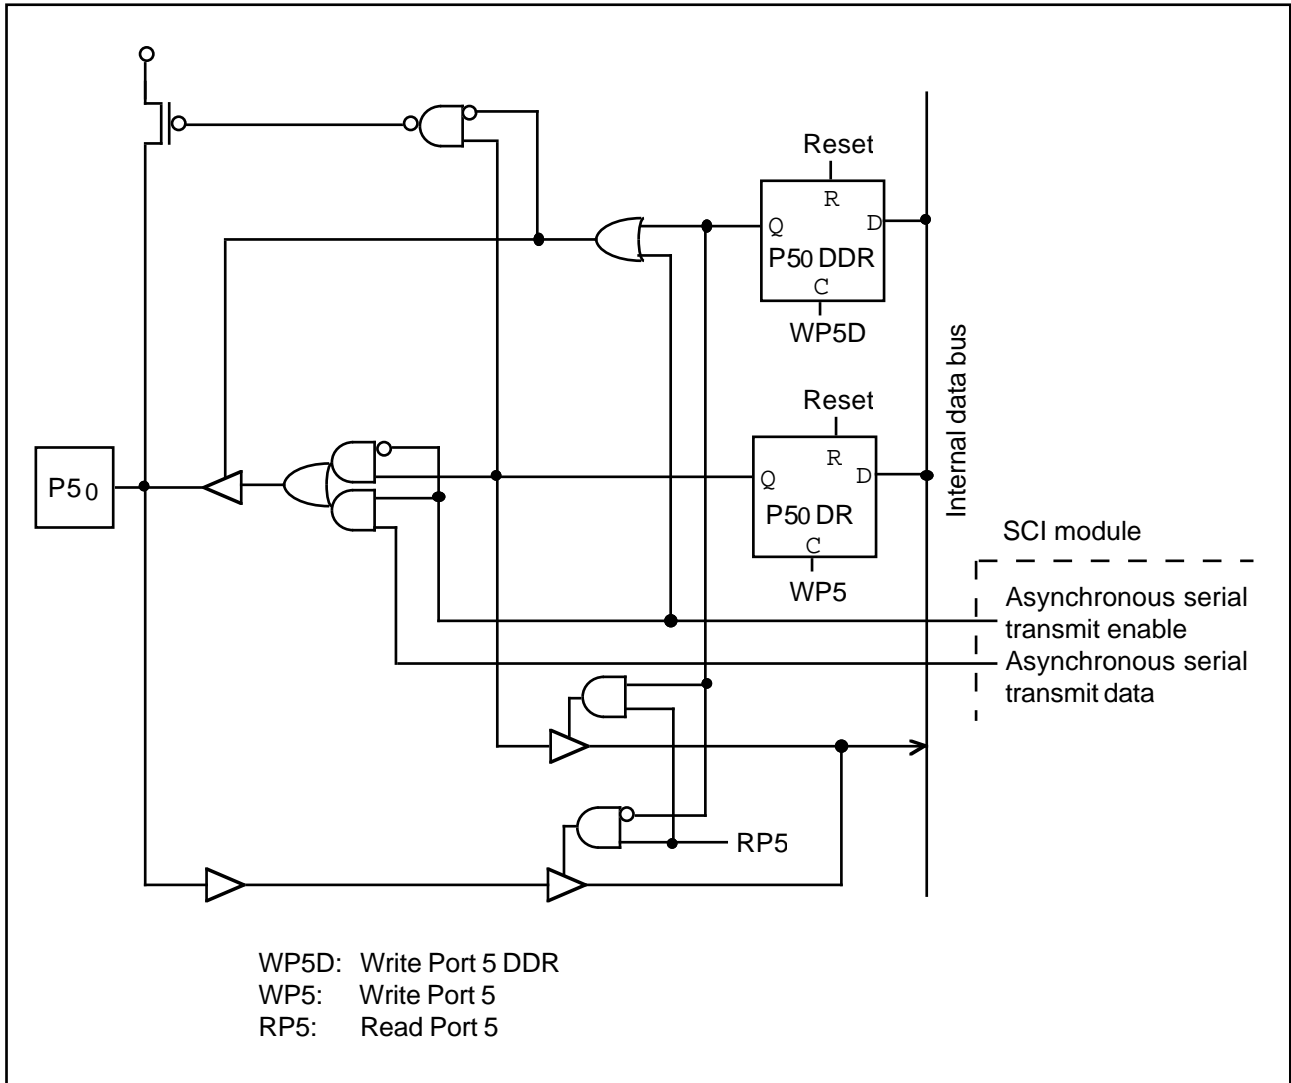 Reset
R
Q
D
P50 DDR
C
WP5D
Internal data bus
Reset
R
Q
D
P50 DR
C
WP5
P50
SCI module
Asynchronous serial
transmit enable
Asynchronous serial
transmit data
RP5
WP5D: Write Port 5 DDR
WP5: Write Port 5
RP5: Read Port 5